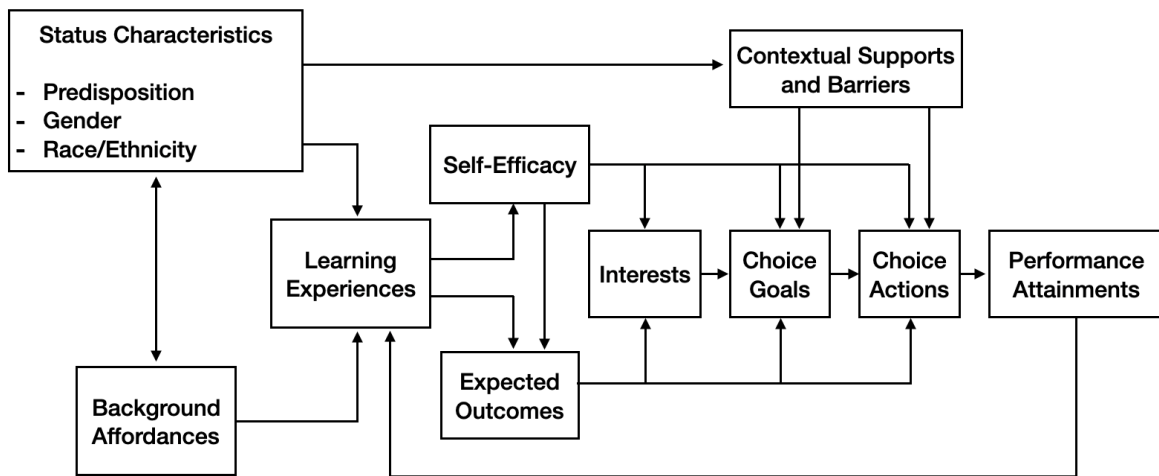 Status Characteristics
- Predisposition
- Gender
- Race/Ethnicity
Contextual Supports
and Barriers
Self-Efficacy
Learning
Experiences
Interests
Choice
Goals
Choice
Actions
Performance
Attainments
Expected
Outcomes
Background
Affordances